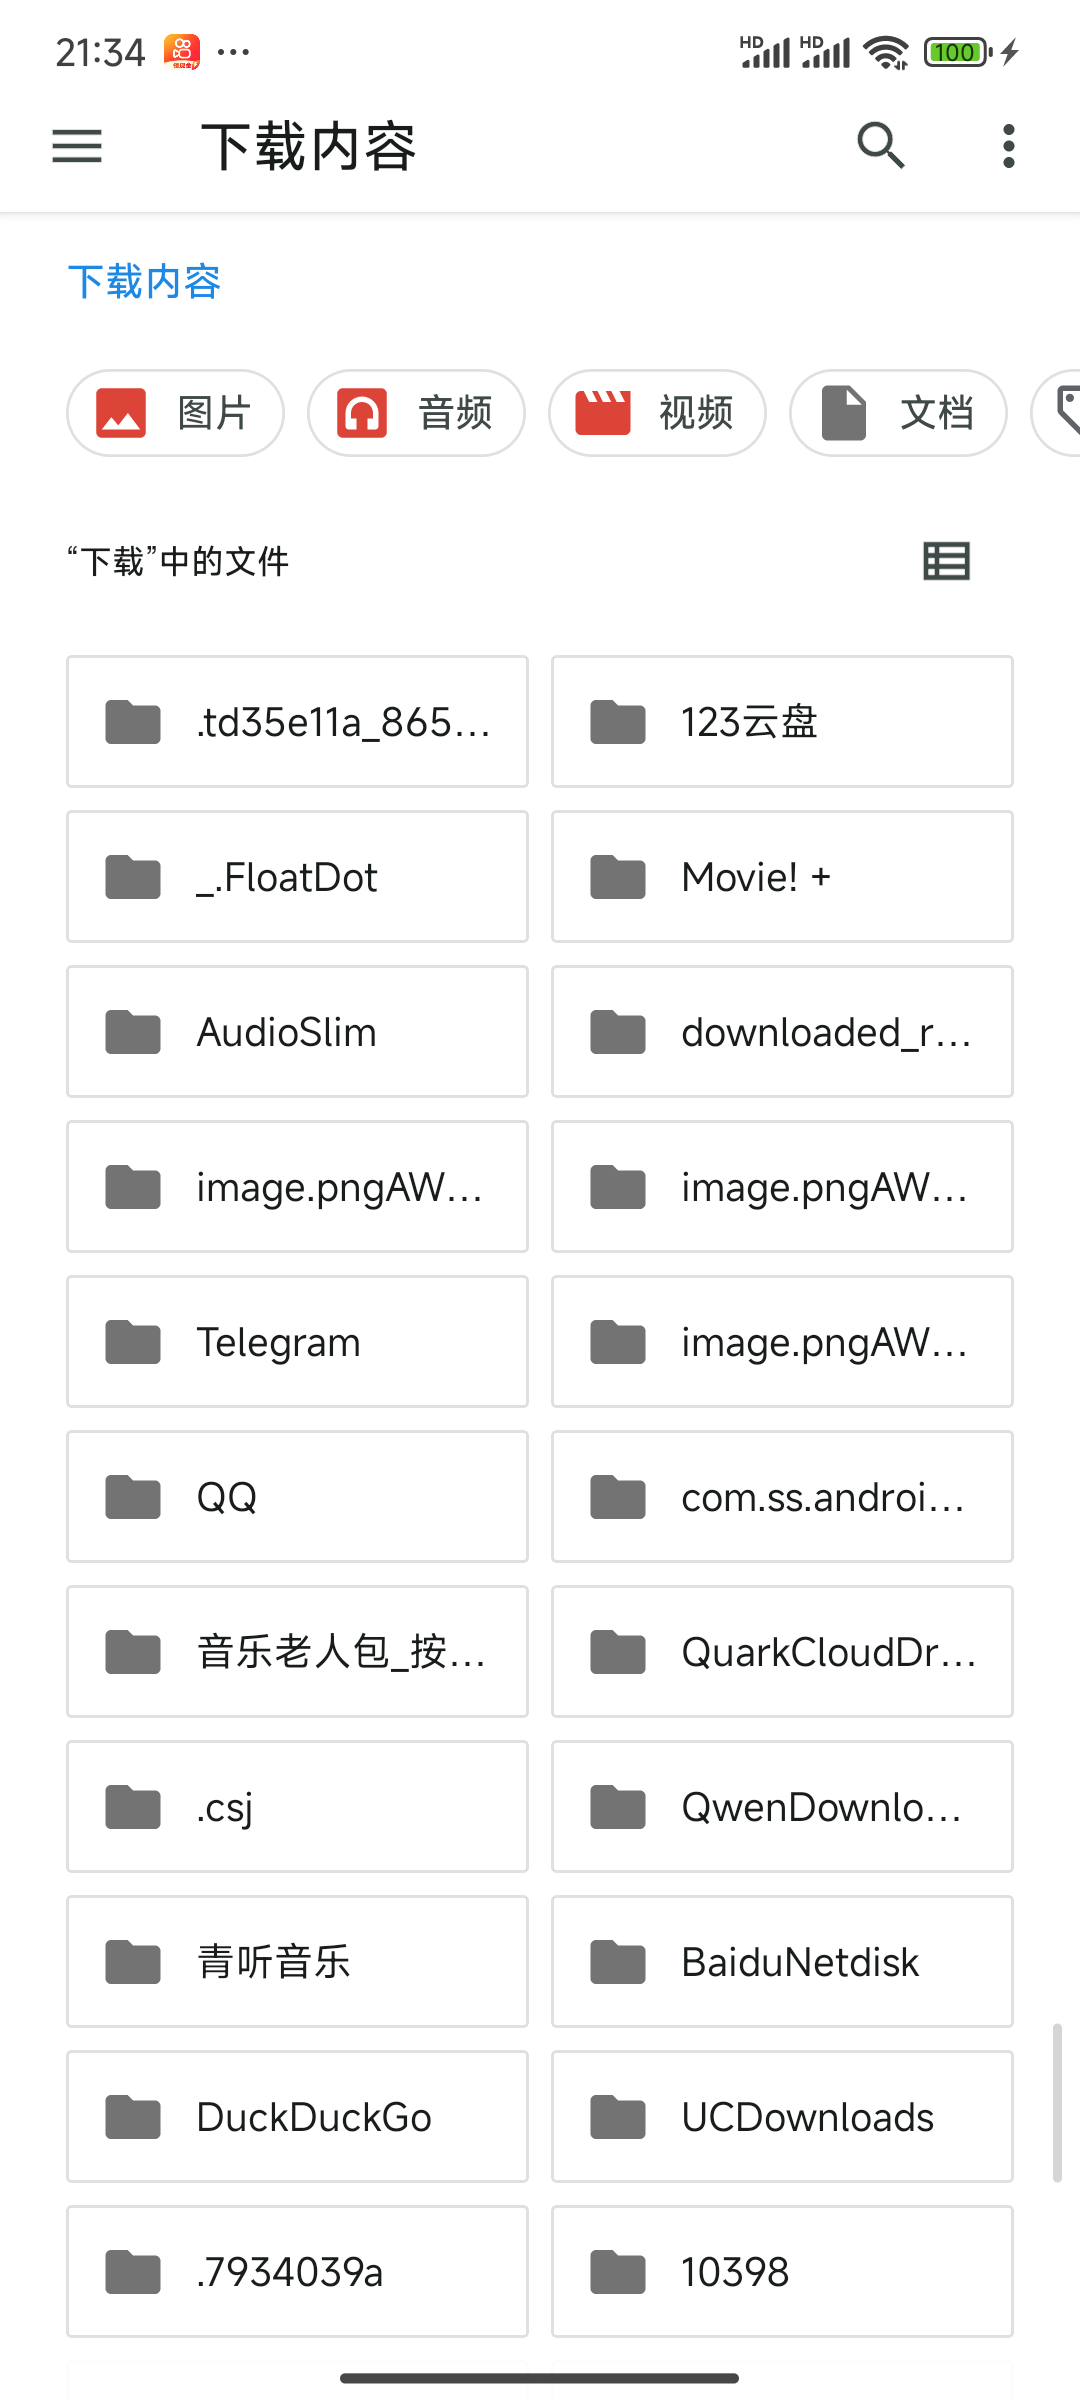 21:34 ... HD HD 100
下载内容
下载内容
图片 音频 视频 文档
“下载”中的文件
.td35e11a_865... 123云盘
_.FloatDot Movie! +
AudioSlim downloaded_r...
image.pngAW... image.pngAW...
Telegram image.pngAW...
QQ com.ss.androi...
音乐老人包_按... QuarkCloudDr...
.csj QwenDownlo...
青听音乐 BaiduNetdisk
DuckDuckGo UCDownloads
.7934039a 10398